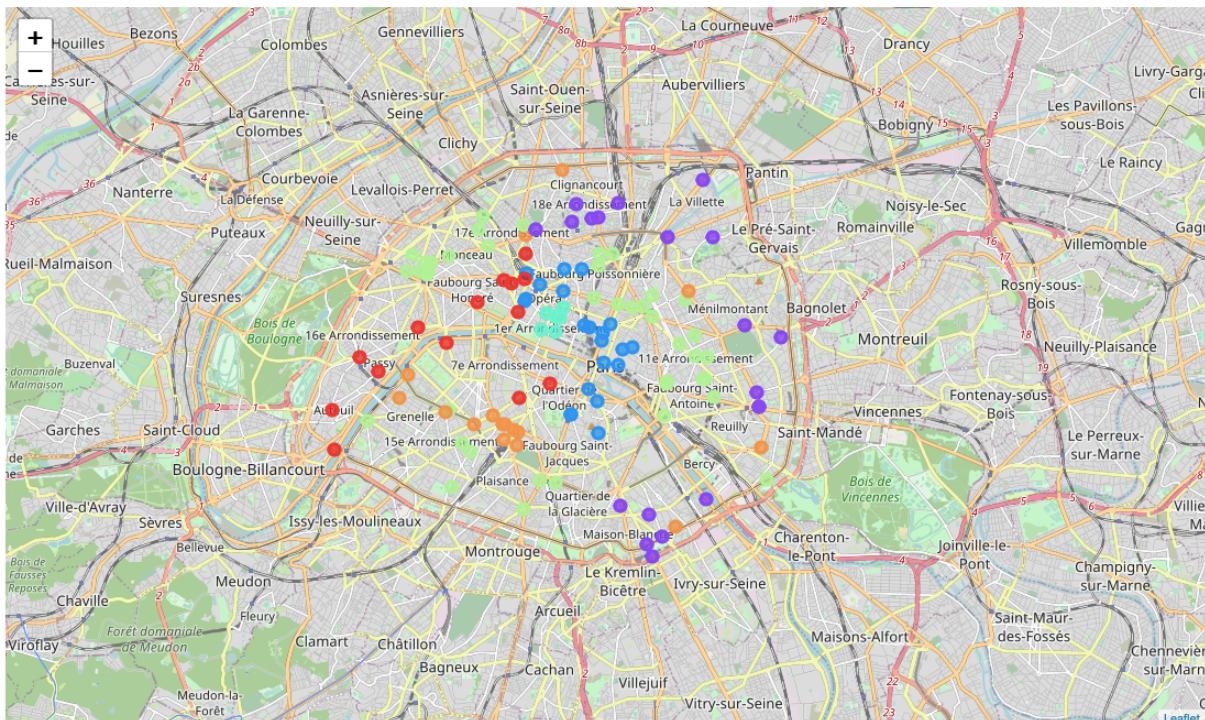 +
−
Houilles
Bezons
Colombes
Gennevilliers
La Courneuve
Drancy
Livry-Garga
Carrières-sur-
Seine
Asnières-sur-
Seine
Saint-Ouen-
sur-Seine
Aubervilliers
Les Pavillons-
sous-Bois
La Garenne-
Colombes
Bobigny
Clichy
Le Raincy
Nanterre
Courbevoie
Levallois-Perret
Clignancourt
Pantin
La Défense
18e Arrondissement
La Villette
Noisy-le-Sec
Puteaux
Neuilly-sur-
Seine
17e Arrondissement
Le Pré-Saint-
Gervais
Romainville
Villemomble
Rueil-Malmaison
Monceau
Suresnes
Faubourg Saint-
Honoré
Faubourg Poissonnière
Rosny-sous-
Bois
Opéra
Ménilmontant
Bagnolet
Bois de
Boulogne
16e Arrondissement
1er Arrondissement
Montreuil
Neuilly-Plaisance
Buzenval
Passy
7e Arrondissement
Paris
11e Arrondissement
Quartier de
l'Odéon
Faubourg Saint-
Antoine
Fontenay-sous-
Bois
Garches
Auteuil
Grenelle
Vincennes
Saint-Cloud
15e Arrondissement
Reuilly
Saint-Mandé
Le Perreux-
sur-Marne
Boulogne-Billancourt
Faubourg Saint-
Jacques
Bercy
Plaisance
Bois de
Vincennes
Ville-d'Avray
Quartier de
la Glacière
Sèvres
Issy-les-Moulineaux
Maison-Blanche
Bellevue
Montrouge
Charenton-
le-Pont
Joinville-le-
Pont
Bois de
Fausses
Reposes
Meudon
Le Kremlin-
Bicêtre
Ivry-sur-Seine
Champigny-
sur-Marne
Chaville
Fleury
Arcueil
Saint-Maur-
des-Fossés
Viroflay
Forêt domaniale
de Meudon
Clamart
Châtillon
Maisons-Alfort
Bagneux
Cachan
Villejuif
Meudon-la-
Forêt
Vitry-sur-Seine
Leaflet